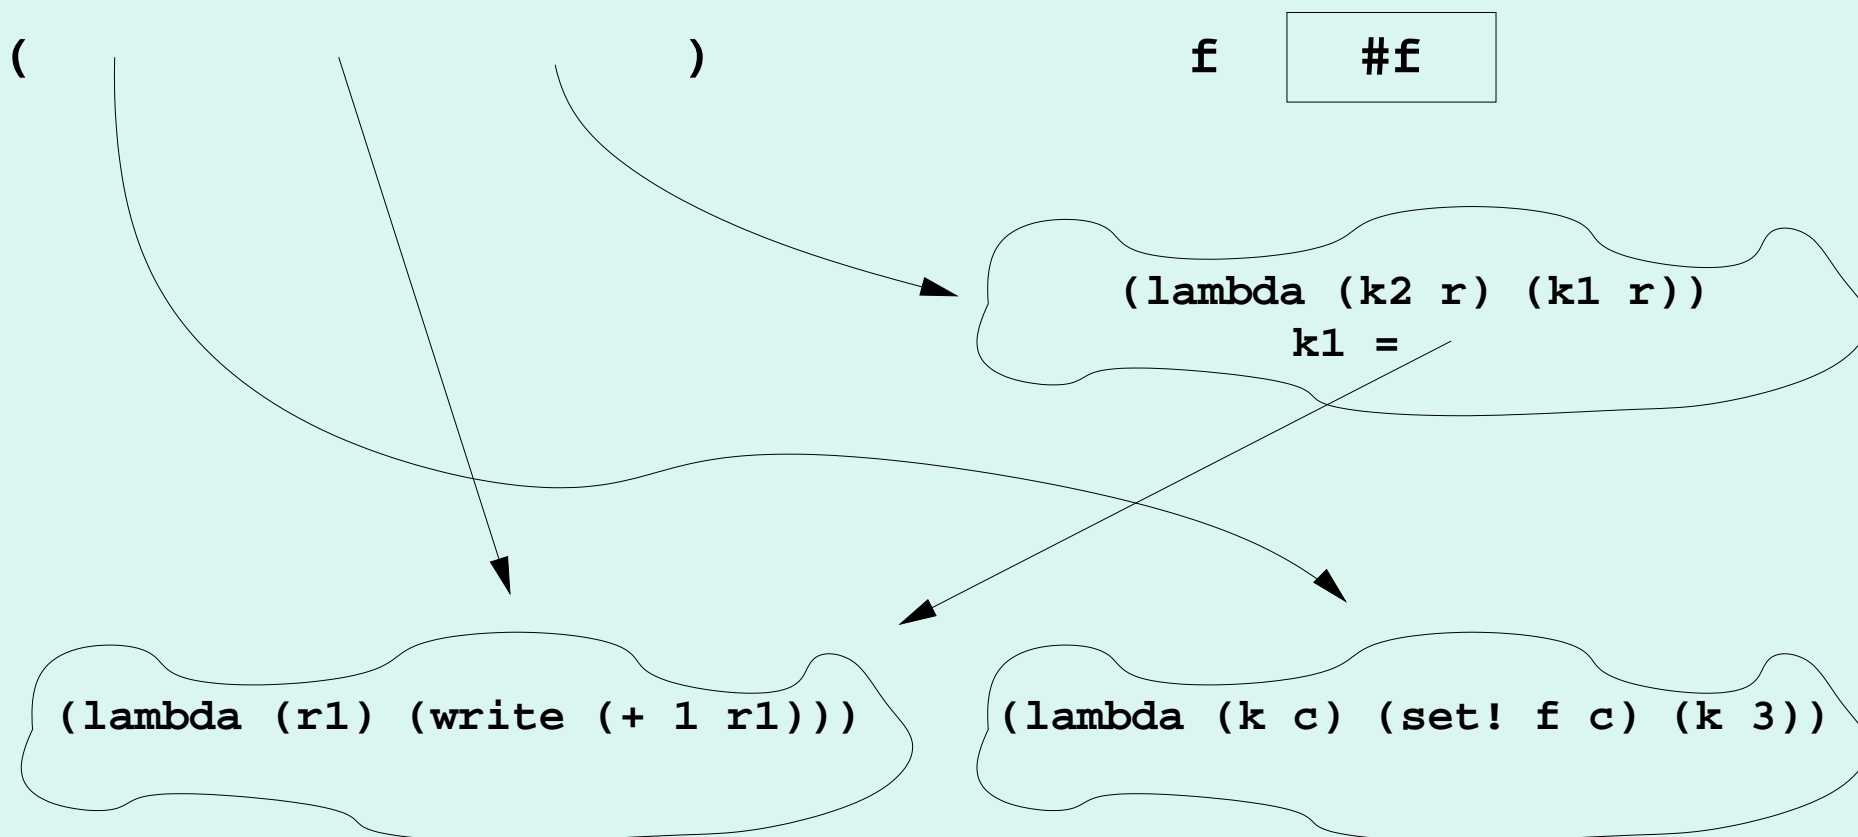 ( ) f #f
(lambda (k2 r) (k1 r))
k1 =
(lambda (r1) (write (+ 1 r1)))
(lambda (k c) (set! f c) (k 3))